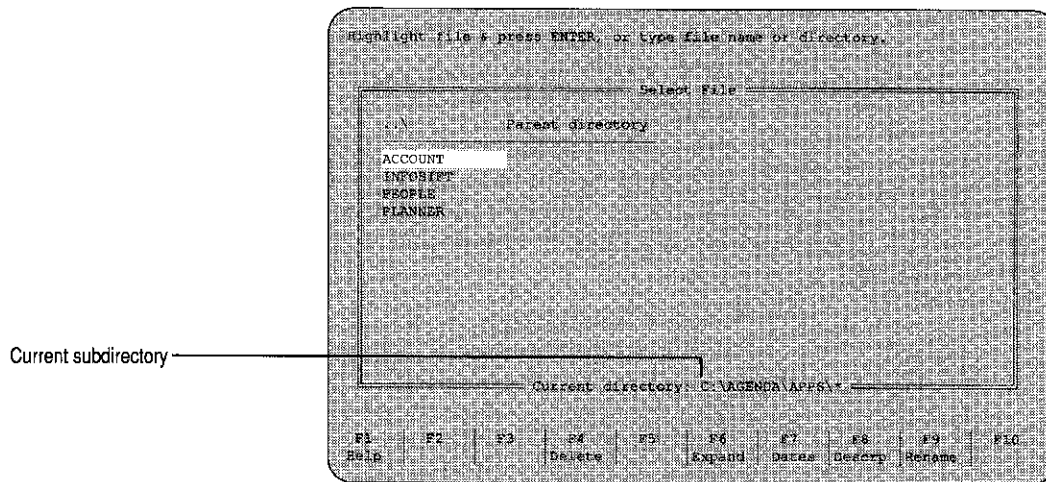 Highlight file & press ENTER, or type file name or directory.
Select File
..\ Parent directory
ACCOUNT
INFOSIFT
PEOPLE
PLANNER
Current subdirectory
Current directory: C:\AGENDA\APPS\*
F1 F2 F3 F4 F5 F6 F7 F8 F9 F10
Help Delete Expand Dates Descrp Rename